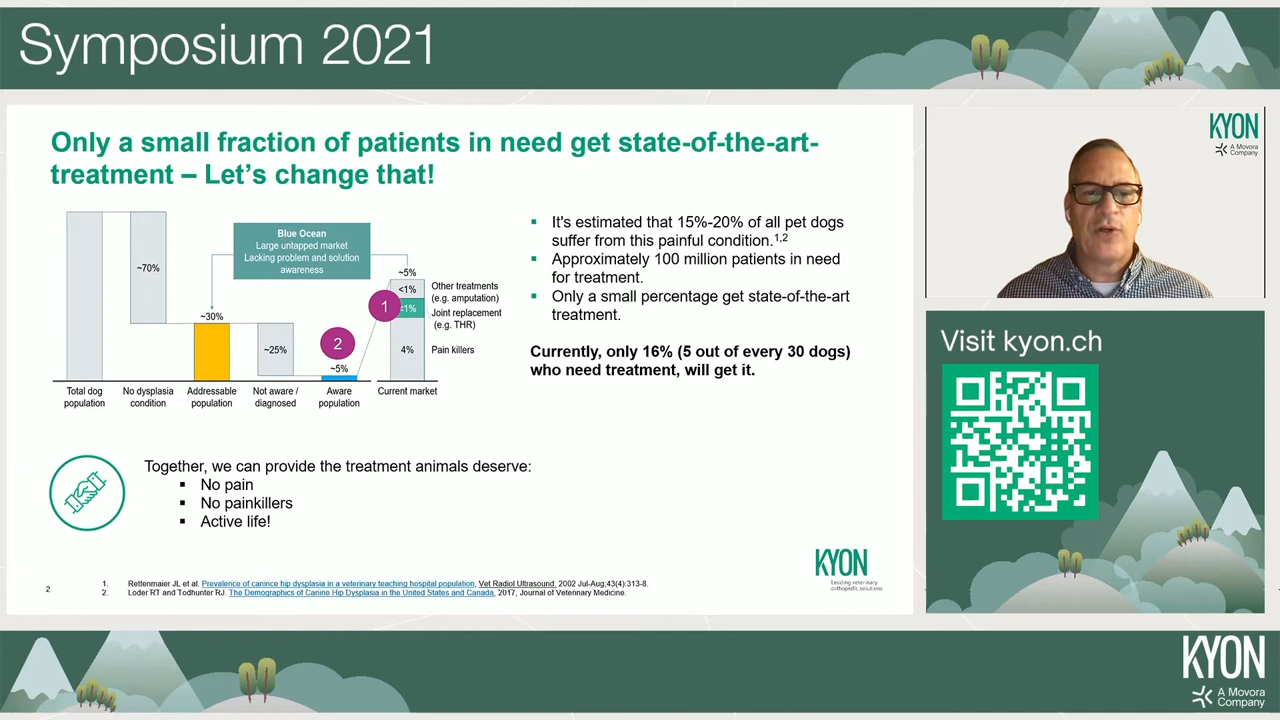 Symposium 2021
Only a small fraction of patients in need get state-of-the-art-
treatment – Let's change that!
Blue Ocean
Large untapped market
Lacking problem and solution
awareness
~70%
~30%
~25%
~5%
2
1
~5%
<1%
<1%
4%
Other treatments
(e.g. amputation)
Joint replacement
(e.g. THR)
Pain killers
Total dog
population
No dysplasia
condition
Addressable
population
Not aware /
diagnosed
Aware
population
Current market
▪ It's estimated that 15%-20% of all pet dogs
suffer from this painful condition.1,2
▪ Approximately 100 million patients in need
for treatment.
▪ Only a small percentage get state-of-the-art
treatment.
Currently, only 16% (5 out of every 30 dogs)
who need treatment, will get it.
Together, we can provide the treatment animals deserve:
▪ No pain
▪ No painkillers
▪ Active life!
1. Rettenmaier JL et al. Prevalence of canince hip dysplasia in a veterinary teaching hospital population, Vet Radiol Ultrasound. 2002 Jul-Aug;43(4):313-8.
2. Loder RT and Todhunter RJ. The Demographics of Canine Hip Dysplasia in the United States and Canada, 2017, Journal of Veterinary Medicine.
2
KYON
Leading veterinary
orthopedic solutions
KYON
A Movora
Company
Visit kyon.ch
KYON
A Movora
Company